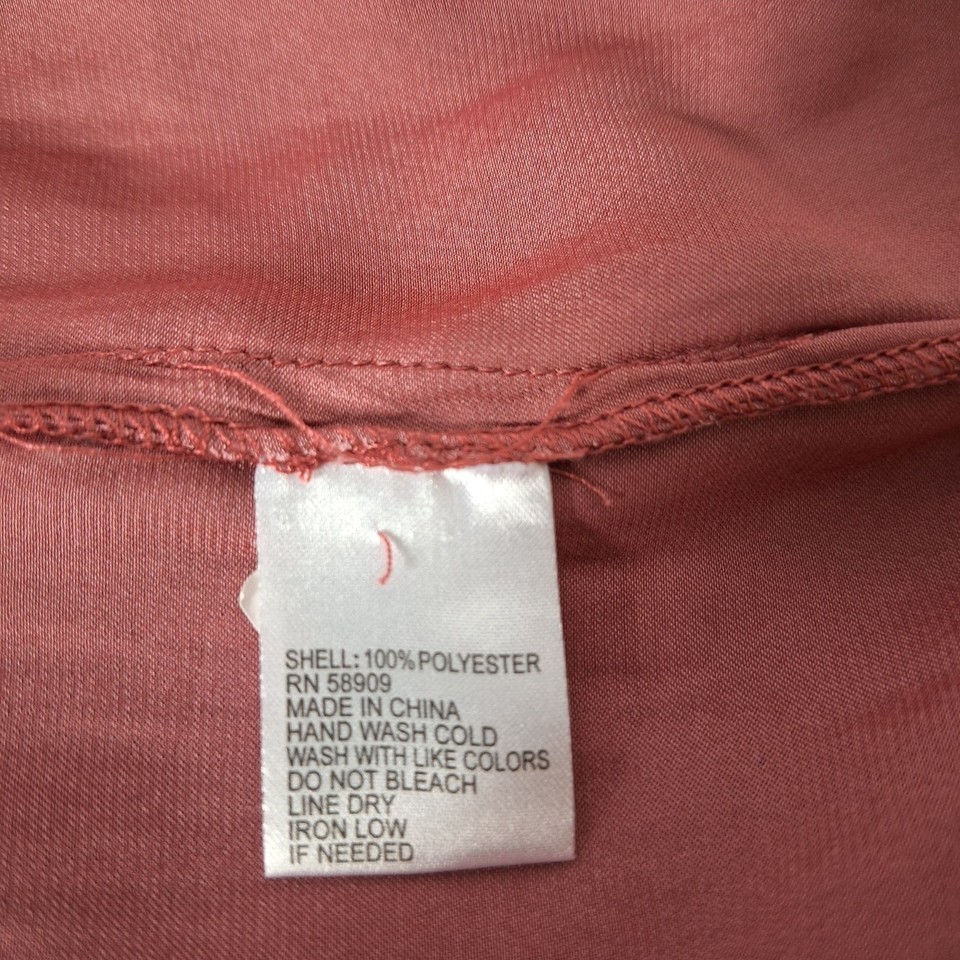 SHELL: 100% POLYESTER
RN 58909
MADE IN CHINA
HAND WASH COLD
WASH WITH LIKE COLORS
DO NOT BLEACH
LINE DRY
IRON LOW
IF NEEDED